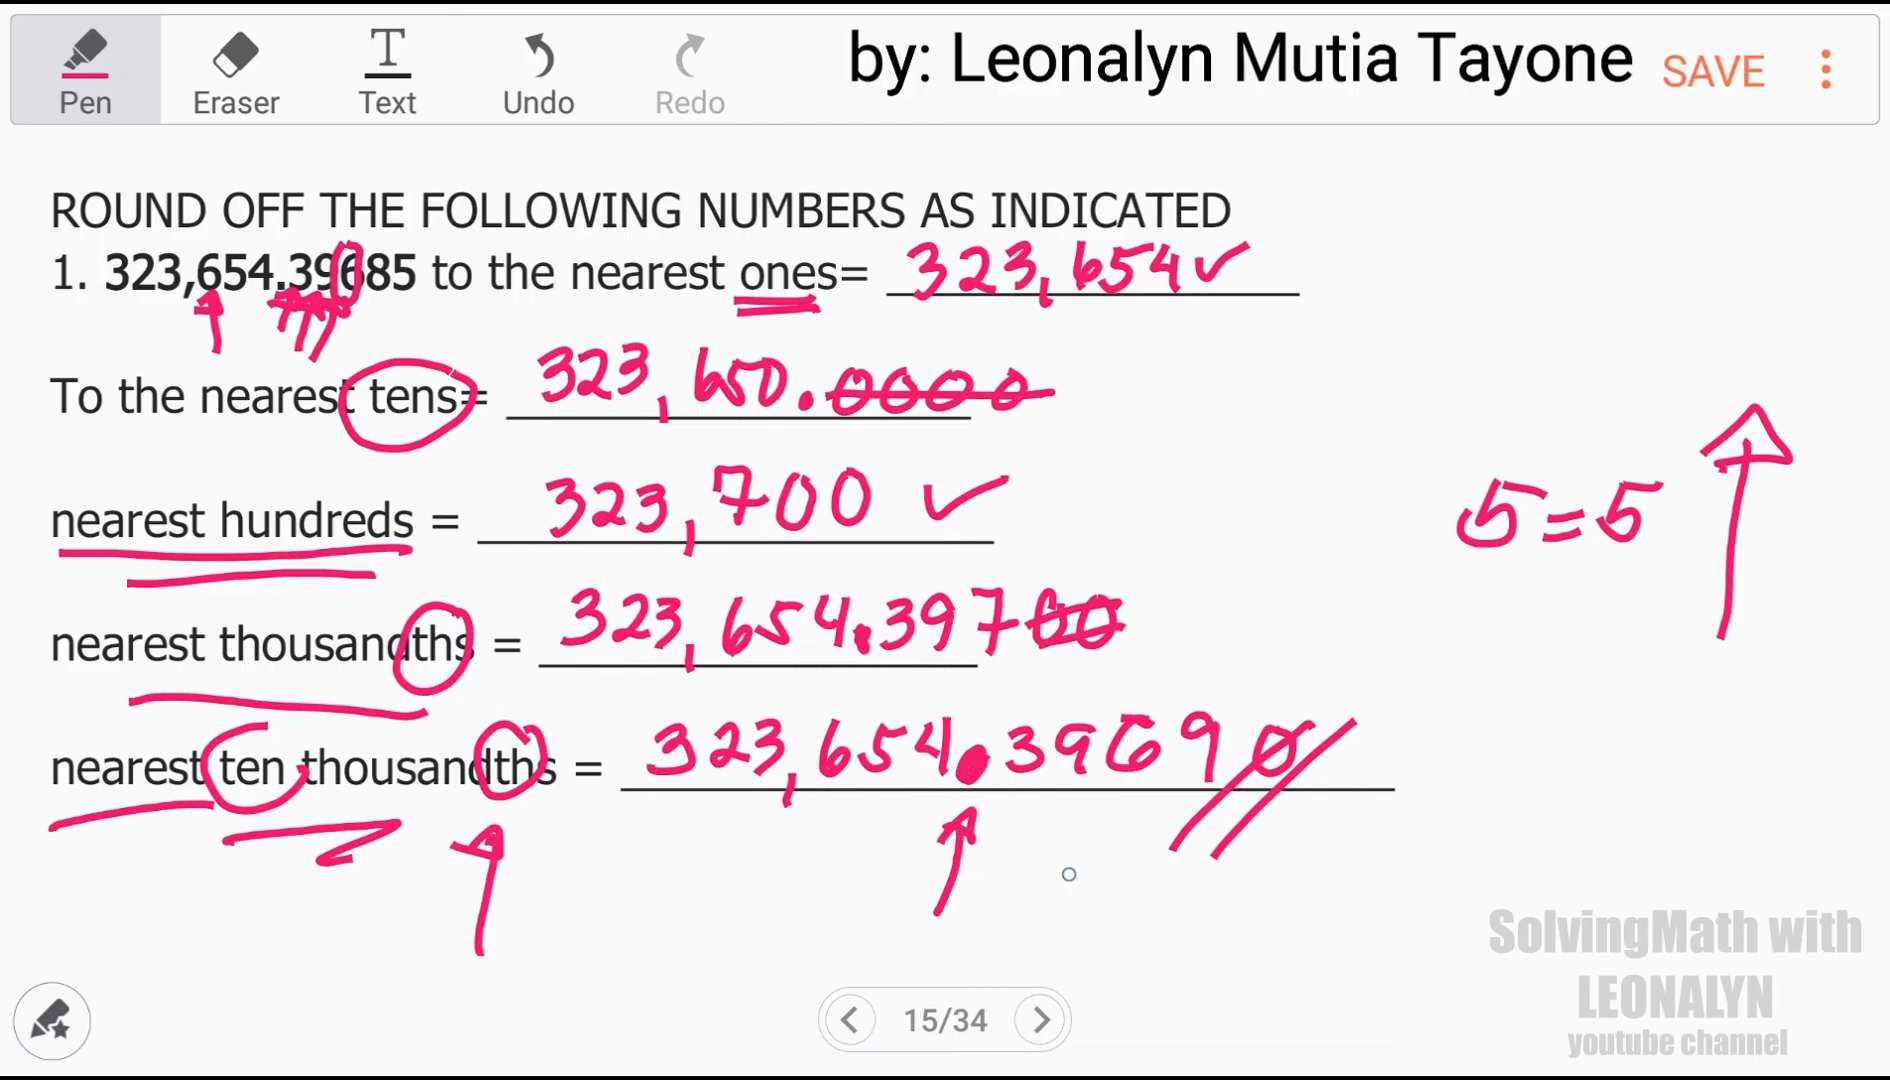 by: Leonalyn Mutia Tayone
Pen Eraser Text Undo Redo SAVE
ROUND OFF THE FOLLOWING NUMBERS AS INDICATED
1. 323,654.39685 to the nearest ones= 323,654
To the nearest tens= 323,650.0000
nearest hundreds = 323,700
5=5
nearest thousandths = 323,654.39700
nearest ten thousandths = 323,654.39690
15/34
SolvingMath with
LEONALYN
youtube channel